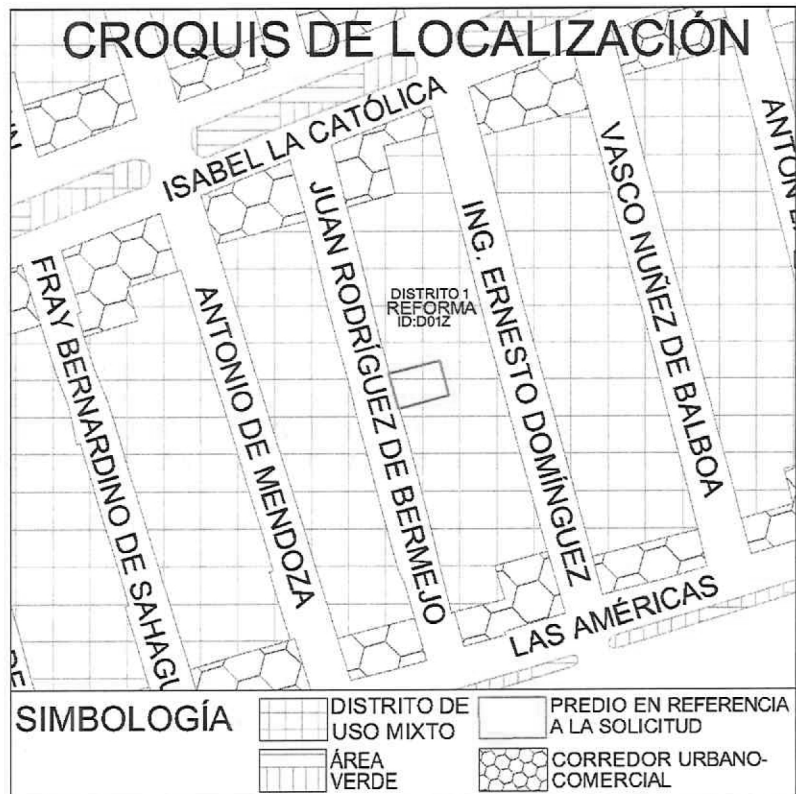 CROQUIS DE LOCALIZACIÓN
ISABEL LA CATÓLICA
FRAY BERNARDINO DE SAHAGÚ
ANTONIO DE MENDOZA
JUAN RODRÍGUEZ DE BERMEJO
DISTRITO 1
REFORMA
ID:D01Z
ING. ERNESTO DOMÍNGUEZ
VASCO NUÑEZ DE BALBOA
LAS AMÉRICAS
SIMBOLOGÍA
DISTRITO DE
USO MIXTO
PREDIO EN REFERENCIA
A LA SOLICITUD
ÁREA
VERDE
CORREDOR URBANO-
COMERCIAL